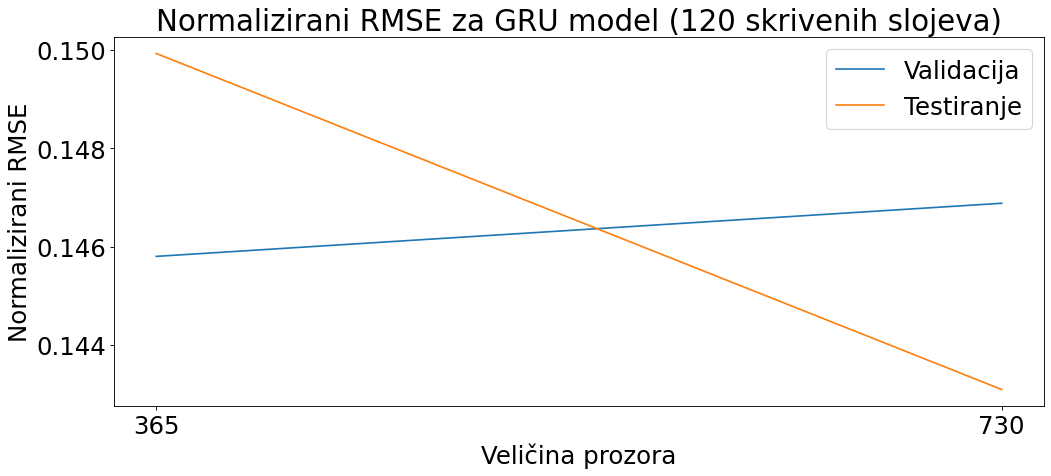 Normalizirani RMSE za GRU model (120 skrivenih slojeva)
Validacija
Testiranje
Normalizirani RMSE
0.150
0.148
0.146
0.144
365
730
Veličina prozora